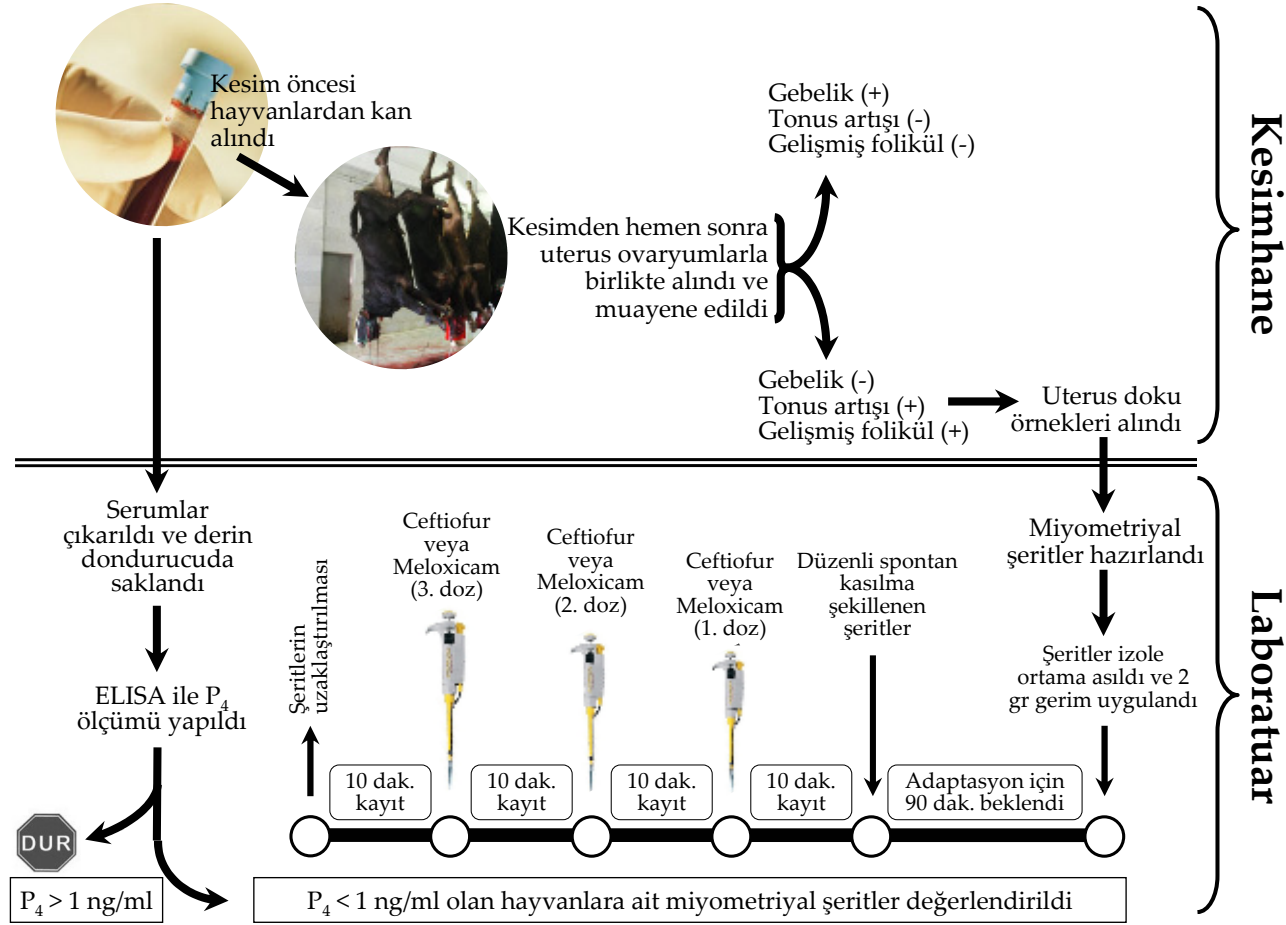 Kesim öncesi
hayvanlardan kan
alındı
Kesimden hemen sonra
uterus ovaryumlarla
birlikte alındı ve
muayene edildi
Gebelik (+)
Tonus artışı (-)
Gelişmiş folikül (-)
Gebelik (-)
Tonus artışı (+)
Gelişmiş folikül (+)
Uterus doku
örnekleri alındı
Kesimhane
Serumlar
çıkarıldı ve derin
dondurucuda
saklandı
ELISA ile P₄
ölçümü yapıldı
DUR
P₄ > 1 ng/ml
Şeritlerin
uzaklaştırılması
Ceftiofur
veya
Meloxicam
(3. doz)
Ceftiofur
veya
Meloxicam
(2. doz)
Ceftiofur
veya
Meloxicam
(1. doz)
Düzenli spontan
kasılma
şekillenen
şeritler
Miyometriyal
şeritler hazırlandı
Şeritler izole
ortama asıldı ve 2
gr gerim uygulandı
10 dak.
kayıt
10 dak.
kayıt
10 dak.
kayıt
10 dak.
kayıt
Adaptasyon için
90 dak. beklendi
P₄ < 1 ng/ml olan hayvanlara ait miyometriyal şeritler değerlendirildi
Laboratuar